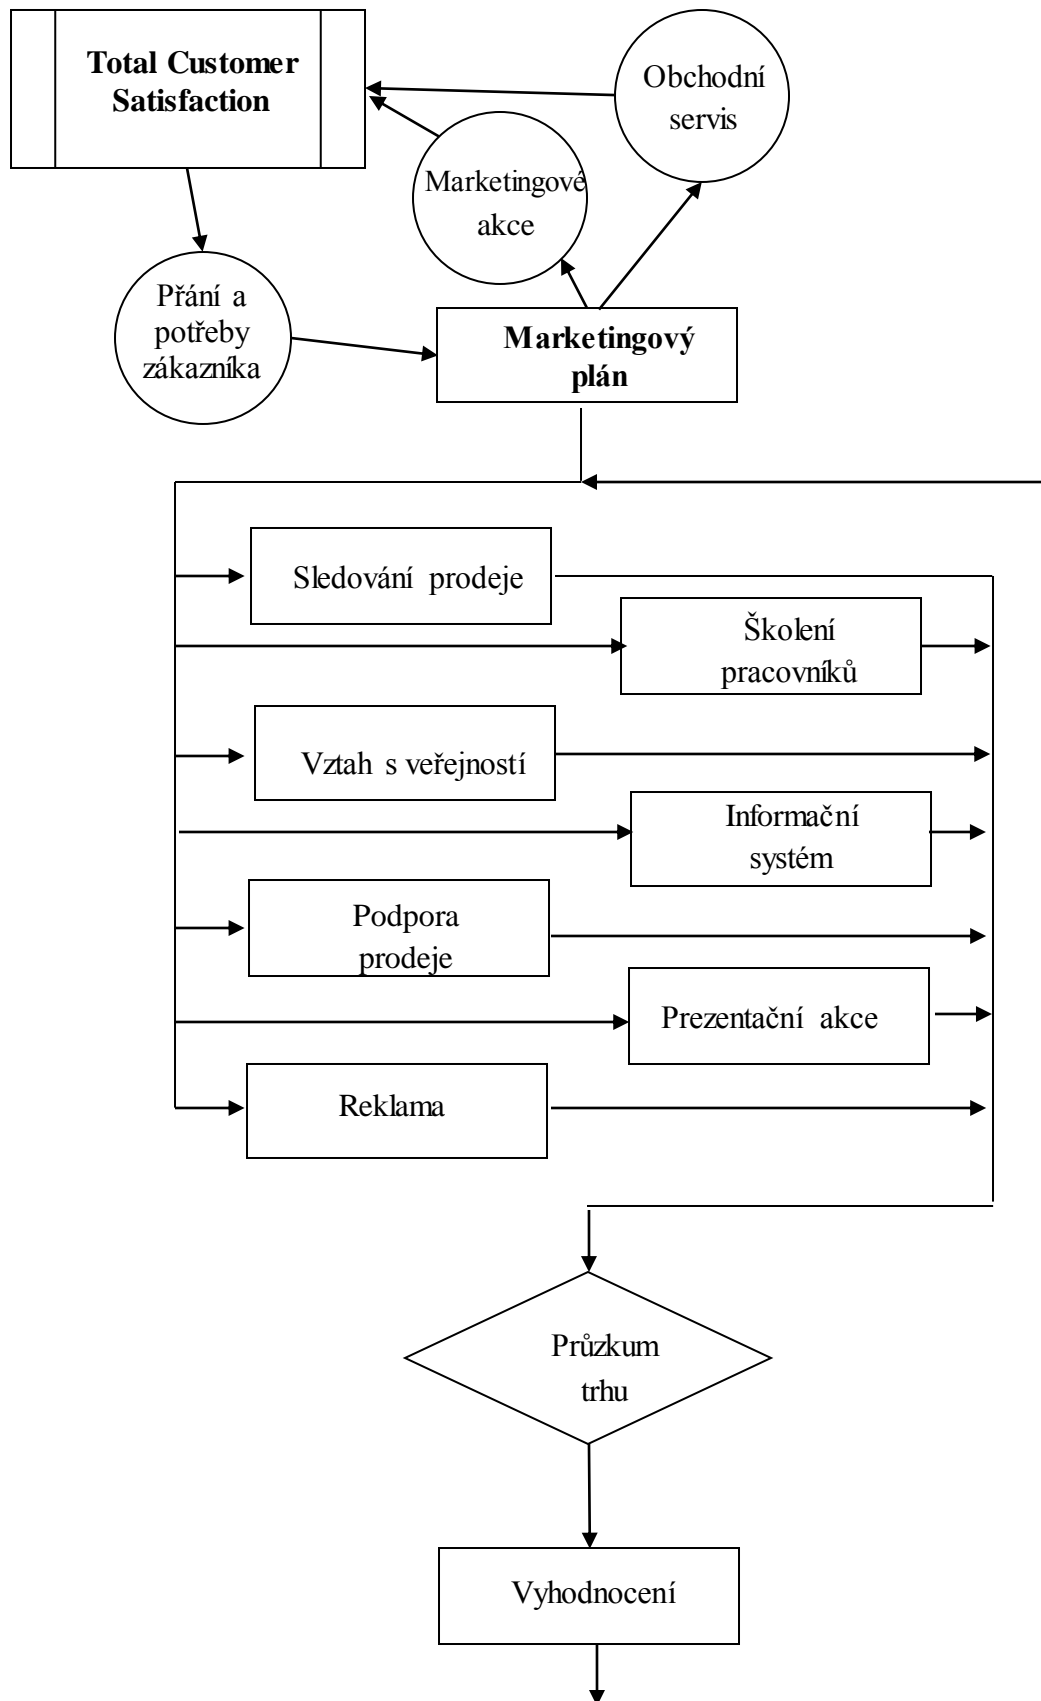 Total Customer
Satisfaction
Obchodní
servis
Marketingové
akce
Přání a
potřeby
zákazníka
Marketingový
plán
Sledování prodeje
Školení
pracovníků
Vztah s veřejností
Informační
systém
Podpora
prodeje
Prezentační akce
Reklama
Průzkum
trhu
Vyhodnocení